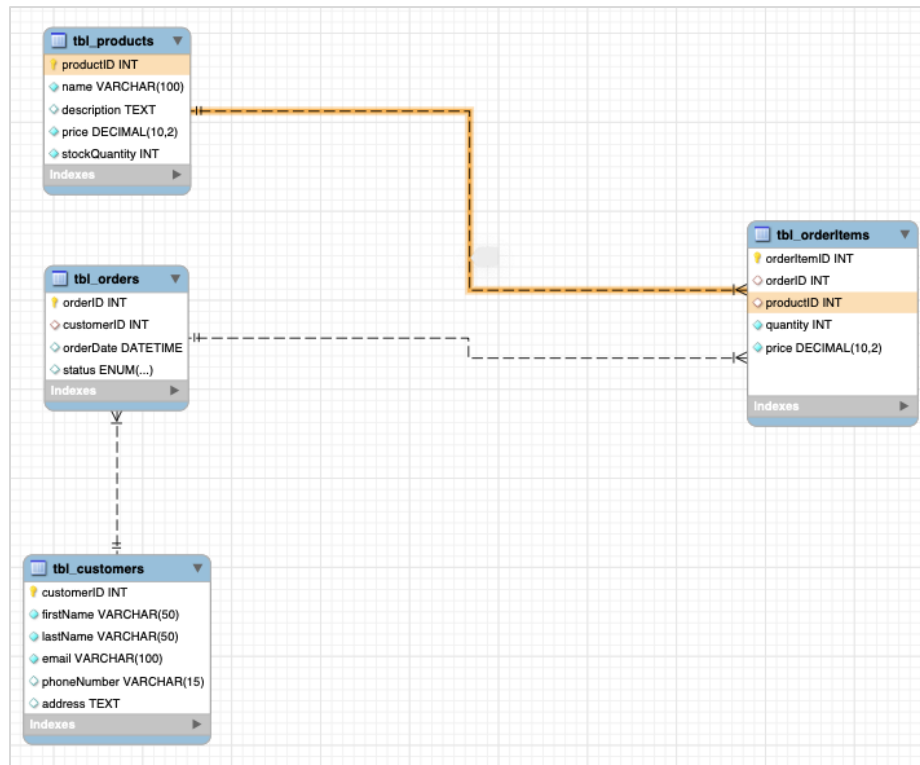 tbl_products
productID INT
name VARCHAR(100)
description TEXT
price DECIMAL(10,2)
stockQuantity INT
Indexes
tbl_orders
orderID INT
customerID INT
orderDate DATETIME
status ENUM(...)
Indexes
tbl_customers
customerID INT
firstName VARCHAR(50)
lastName VARCHAR(50)
email VARCHAR(100)
phoneNumber VARCHAR(15)
address TEXT
Indexes
tbl_orderItems
orderItemID INT
orderID INT
productID INT
quantity INT
price DECIMAL(10,2)
Indexes